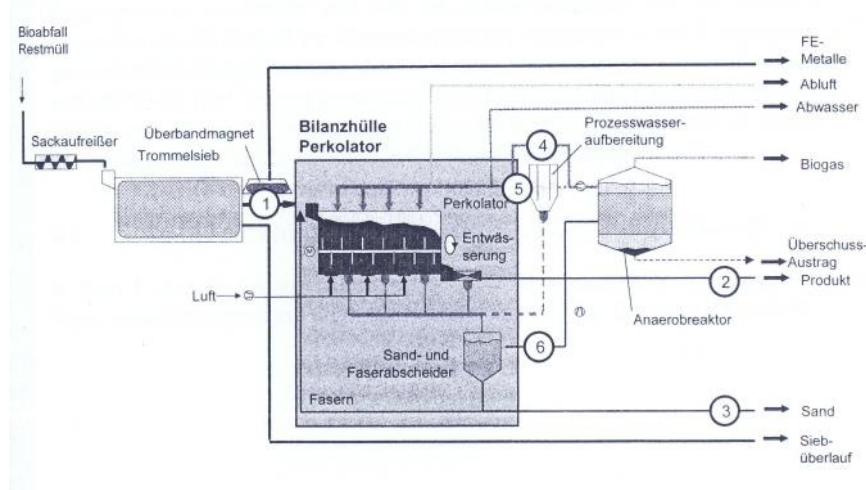 Bioabfall
Restmüll
Sackaufreißer
Überbandmagnet
Trommelsieb
1
Bilanzhülle
Perkolator
Perkolator
Entwäs-
serung
Luft
Sand- und
Faserabscheider
Fasern
4
5
Prozesswasser-
aufbereitung
Anaerobreaktor
6
2
3
FE-
Metalle
Abluft
Abwasser
Biogas
Überschuss-
Austrag
Produkt
Sand
Sieb-
überlauf